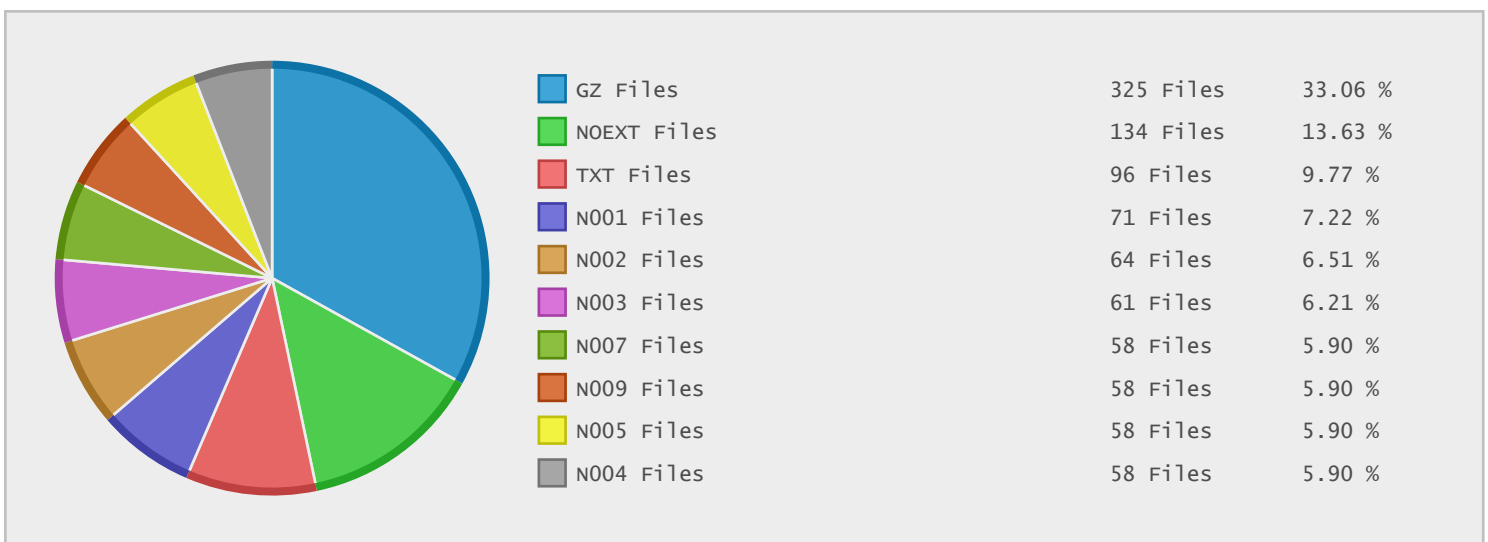 GZ Files 325 Files 33.06 %
NOEXT Files 134 Files 13.63 %
TXT Files 96 Files 9.77 %
N001 Files 71 Files 7.22 %
N002 Files 64 Files 6.51 %
N003 Files 61 Files 6.21 %
N007 Files 58 Files 5.90 %
N009 Files 58 Files 5.90 %
N005 Files 58 Files 5.90 %
N004 Files 58 Files 5.90 %